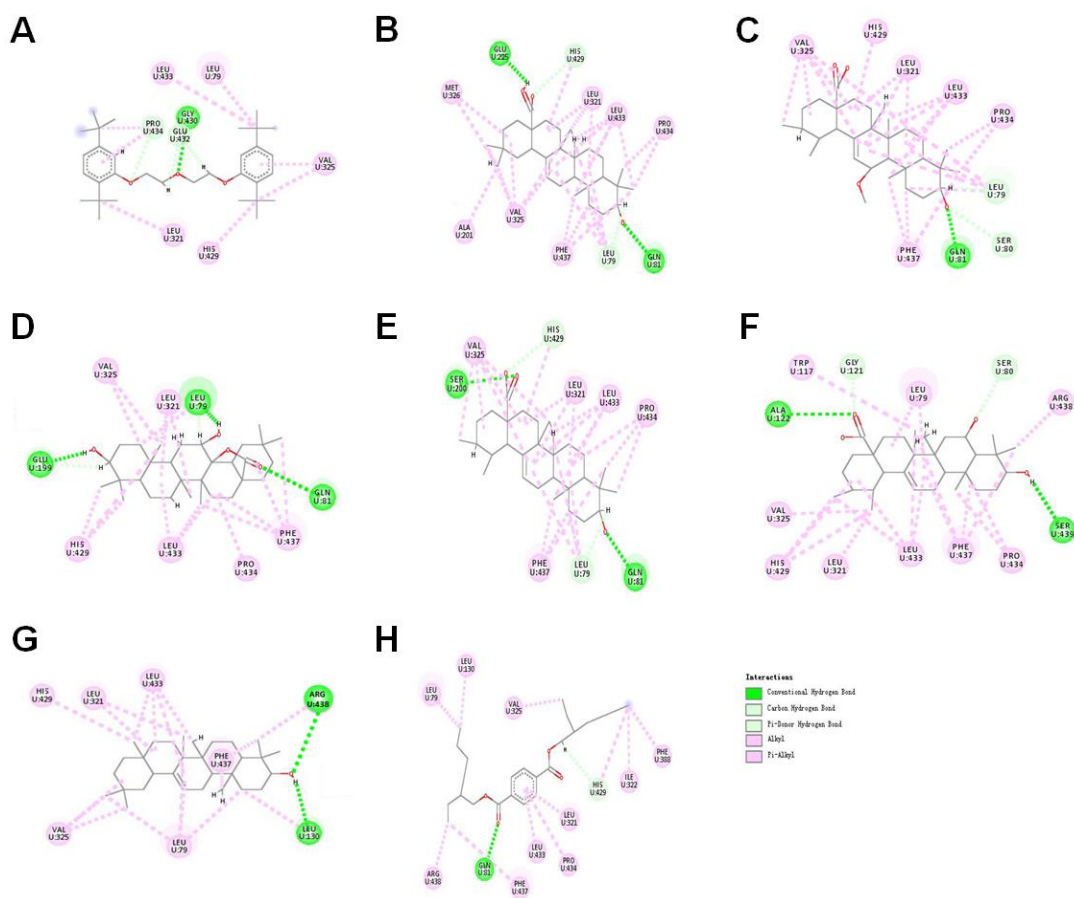 A
LEU
U:433
LEU
U:79
PRO
U:434
GLY
U:430
GLU
U:432
H
H
VAL
U:325
LEU
U:321
HIS
U:429
B
GLU
U:225
HIS
U:429
H
MET
U:326
LEU
U:321
LEU
U:433
PRO
U:434
H
H
H
ALA
U:201
VAL
U:325
PHE
U:437
LEU
U:79
GLN
U:81
H
C
VAL
U:325
HIS
U:429
LEU
U:321
LEU
U:433
PRO
U:434
H
H
H
LEU
U:79
PHE
U:437
GLN
U:81
SER
U:80
D
VAL
U:325
LEU
U:321
LEU
U:79
H
H
H
H
GLU
U:199
H
H
GLN
U:81
HIS
U:429
LEU
U:433
PRO
U:434
PHE
U:437
E
VAL
U:325
HIS
U:429
SER
U:200
LEU
U:321
LEU
U:433
PRO
U:434
H
H
H
PHE
U:437
LEU
U:79
GLN
U:81
F
TRP
U:117
GLY
U:121
LEU
U:79
SER
U:80
ARG
U:438
ALA
U:122
H
H
H
SER
U:439
VAL
U:325
HIS
U:429
LEU
U:321
LEU
U:433
PHE
U:437
PRO
U:434
G
HIS
U:429
LEU
U:321
LEU
U:433
ARG
U:438
PHE
U:437
H
H
H
H
VAL
U:325
LEU
U:79
LEU
U:130
H
LEU
U:79
LEU
U:130
VAL
U:325
H
HIS
U:429
ILE
U:322
PHE
U:388
LEU
U:321
ARG
U:438
GLN
U:81
PHE
U:437
LEU
U:433
PRO
U:434
Interactions
Conventional Hydrogen Bond
Carbon Hydrogen Bond
Pi-Donor Hydrogen Bond
Alkyl
Pi-Alkyl